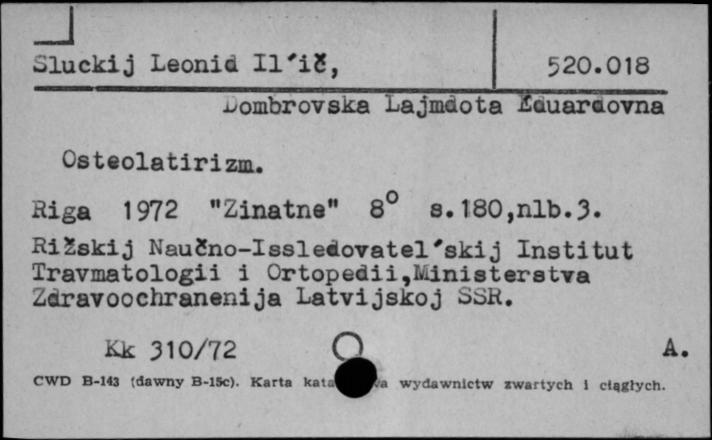 Sluckij Leonid Il´ič, 520.018
Dombrovska Lajmdota Eduardovna
Osteolatirizm.
Riga 1972 "Zinatne" 8° s.180,nlb.3.
Rižskij Naučno-Issledovatel´skij Institut
Travmatologii i Ortopedii,Ministerstva
Zdravoochranenija Latvijskoj SSR.
Kk 310/72 A.
CWD B-143 (dawny B-15c). Karta wydawnictw zwartych i ciągłych.